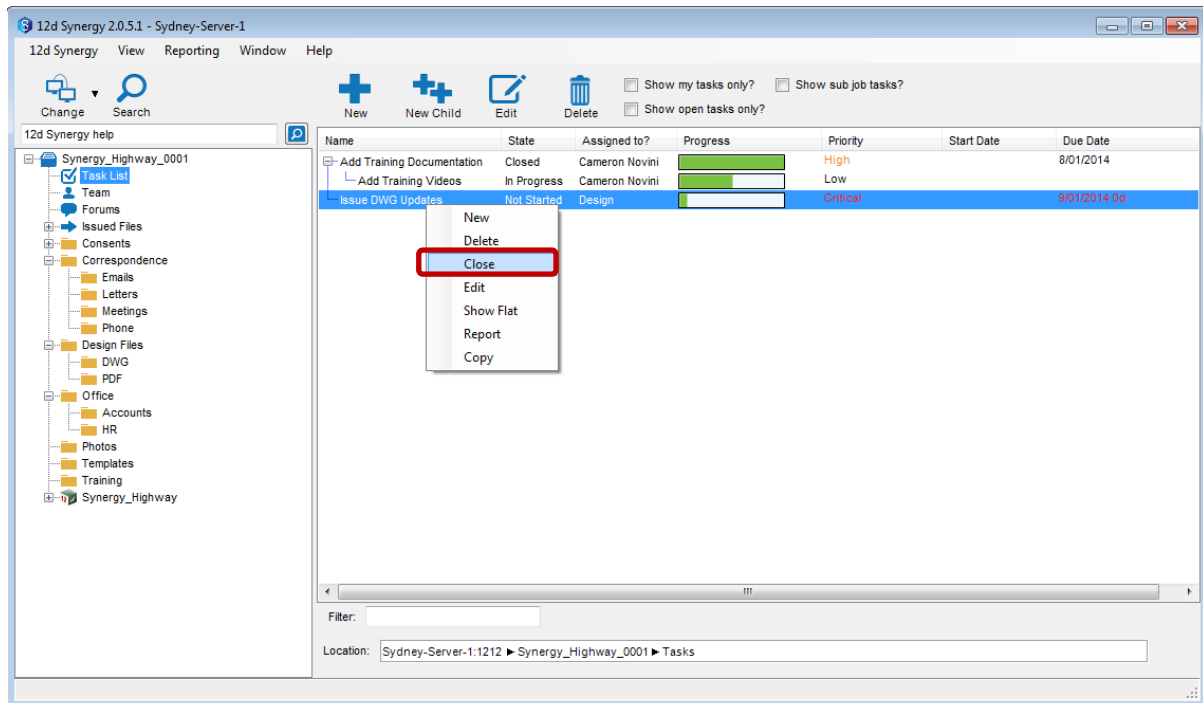 12d Synergy 2.0.5.1 - Sydney-Server-1
12d Synergy View Reporting Window Help
Change Search New New Child Edit Delete
Show my tasks only? Show sub job tasks?
Show open tasks only?
12d Synergy help
Synergy_Highway_0001
Task List
Team
Forums
Issued Files
Consents
Correspondence
Emails
Letters
Meetings
Phone
Design Files
DWG
PDF
Office
Accounts
HR
Photos
Templates
Training
Synergy_Highway
Name State Assigned to? Progress Priority Start Date Due Date
Add Training Documentation Closed Cameron Novini High 8/01/2014
Add Training Videos In Progress Cameron Novini Low
Issue DWG Updates Not Started Design Critical 9/01/2014 0d
New
Delete
Close
Edit
Show Flat
Report
Copy
Filter:
Location: Sydney-Server-1:1212 ▶ Synergy_Highway_0001 ▶ Tasks